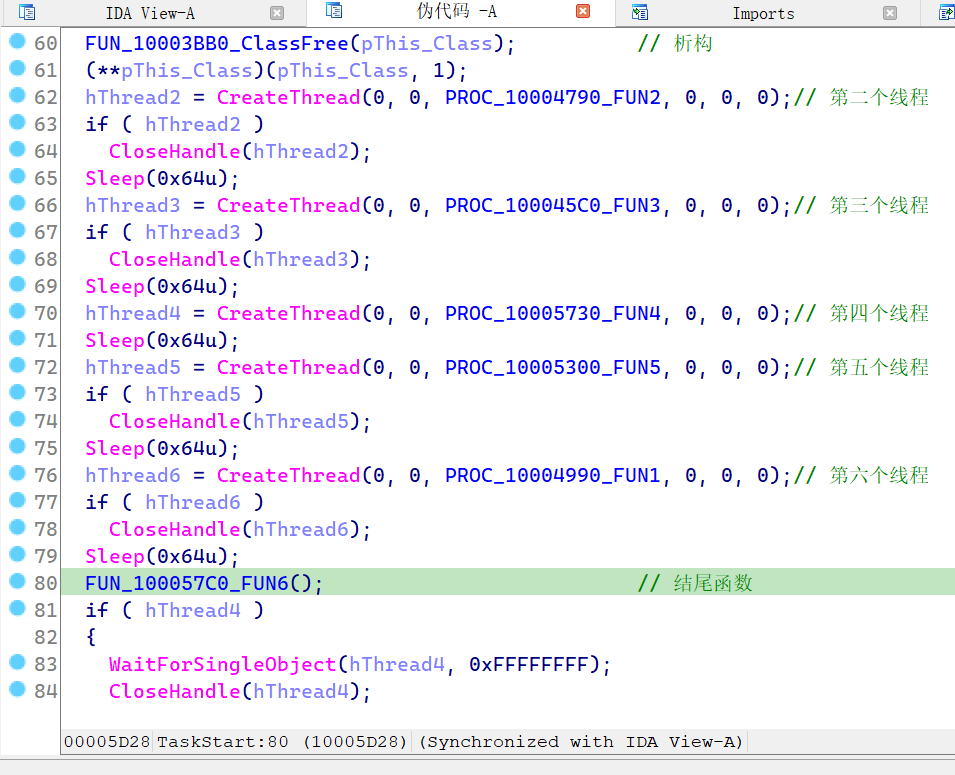 IDA View-A 伪代码 -A Imports
60 FUN_10003BB0_ClassFree(pThis_Class); // 析构
61 (**pThis_Class)(pThis_Class, 1);
62 hThread2 = CreateThread(0, 0, PROC_10004790_FUN2, 0, 0, 0);// 第二个线程
63 if ( hThread2 )
64 CloseHandle(hThread2);
65 Sleep(0x64u);
66 hThread3 = CreateThread(0, 0, PROC_100045C0_FUN3, 0, 0, 0);// 第三个线程
67 if ( hThread3 )
68 CloseHandle(hThread3);
69 Sleep(0x64u);
70 hThread4 = CreateThread(0, 0, PROC_10005730_FUN4, 0, 0, 0);// 第四个线程
71 Sleep(0x64u);
72 hThread5 = CreateThread(0, 0, PROC_10005300_FUN5, 0, 0, 0);// 第五个线程
73 if ( hThread5 )
74 CloseHandle(hThread5);
75 Sleep(0x64u);
76 hThread6 = CreateThread(0, 0, PROC_10004990_FUN1, 0, 0, 0);// 第六个线程
77 if ( hThread6 )
78 CloseHandle(hThread6);
79 Sleep(0x64u);
80 FUN_100057C0_FUN6(); // 结尾函数
81 if ( hThread4 )
82 {
83 WaitForSingleObject(hThread4, 0xFFFFFFFF);
84 CloseHandle(hThread4);
00005D28 TaskStart:80 (10005D28) (Synchronized with IDA View-A)